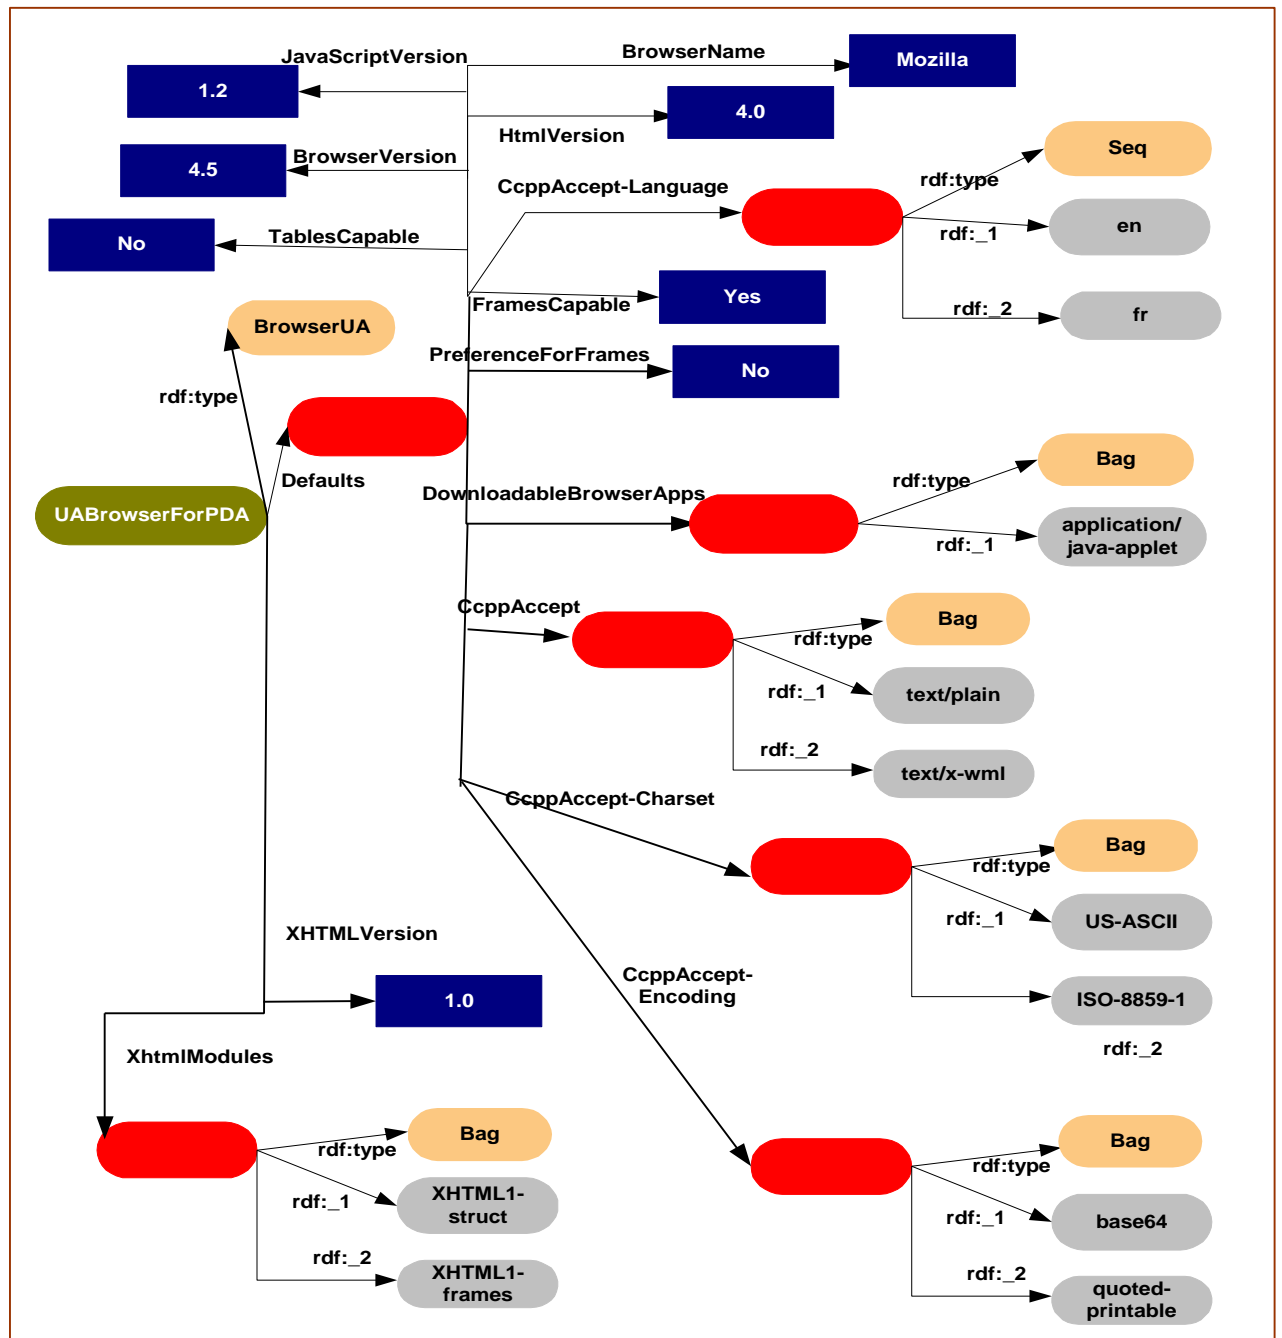 JavaScriptVersion
BrowserName
Mozilla
1.2
4.0
HtmlVersion
Seq
4.5
BrowserVersion
CcppAccept-Language
rdf:type
No
TablesCapable
rdf:_1
en
Yes
FramesCapable
rdf:_2
fr
BrowserUA
PreferenceForFrames
No
rdf:type
Defaults
UABrowserForPDA
DownloadableBrowserApps
rdf:type
Bag
rdf:_1
application/
java-applet
CcppAccept
rdf:type
Bag
rdf:_1
text/plain
rdf:_2
text/x-wml
CcppAccept-Charset
rdf:type
Bag
rdf:_1
US-ASCII
ISO-8859-1
rdf:_2
XHTMLVersion
1.0
CcppAccept-
Encoding
XhtmlModules
rdf:type
Bag
rdf:_1
XHTML1-
struct
rdf:_2
XHTML1-
frames
rdf:type
Bag
rdf:_1
base64
rdf:_2
quoted-
printable